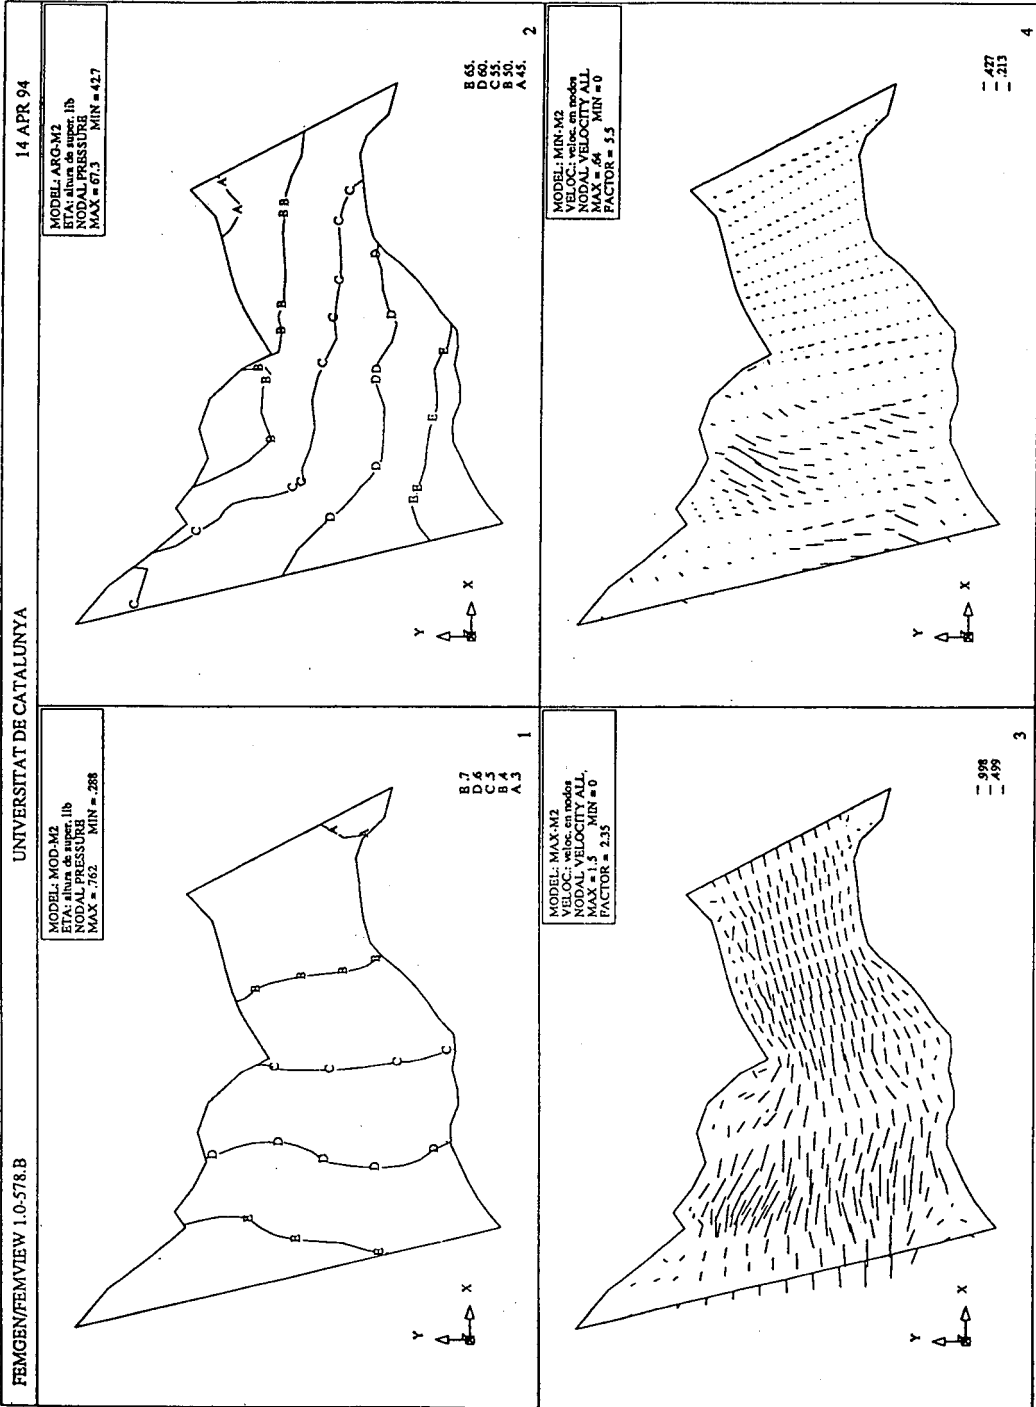 FEMGEN/FEMVIEW 1.0-578.B
UNIVERSITAT DE CATALUNYA
14 APR 94
MODEL: MOD-M2
ETA: altura de super. lib
NODAL PRESSURE
MAX = .762 MIN = .288
A
A
B
B
B
B
C
C
C
C
D
D
D
D
D
E
E
E
Y
X
B .7
D .6
C .5
B .4
A .3
1
MODEL: ARG-M2
ETA: altura de super. lib
NODAL PRESSURE
MAX = 67.3 MIN = 42.7
A
A
B
B
B
B
B
B
B
C
C
C
C
C
C
C
C
C
D
D
D
D
D
D
E
E
E
E
Y
X
B 65.
D 60.
C 55.
B 50.
A 45.
2
MODEL: MAX-M2
VELOC.: veloc. en nodos
NODAL VELOCITY ALL,
MAX = 1.5 MIN = 0
FACTOR = 2.35
Y
X
.998
.499
3
MODEL: MIN-M2
VELOC.: veloc. en nodos
NODAL VELOCITY ALL
MAX = .64 MIN = 0
FACTOR = 5.5
Y
X
.427
.213
4